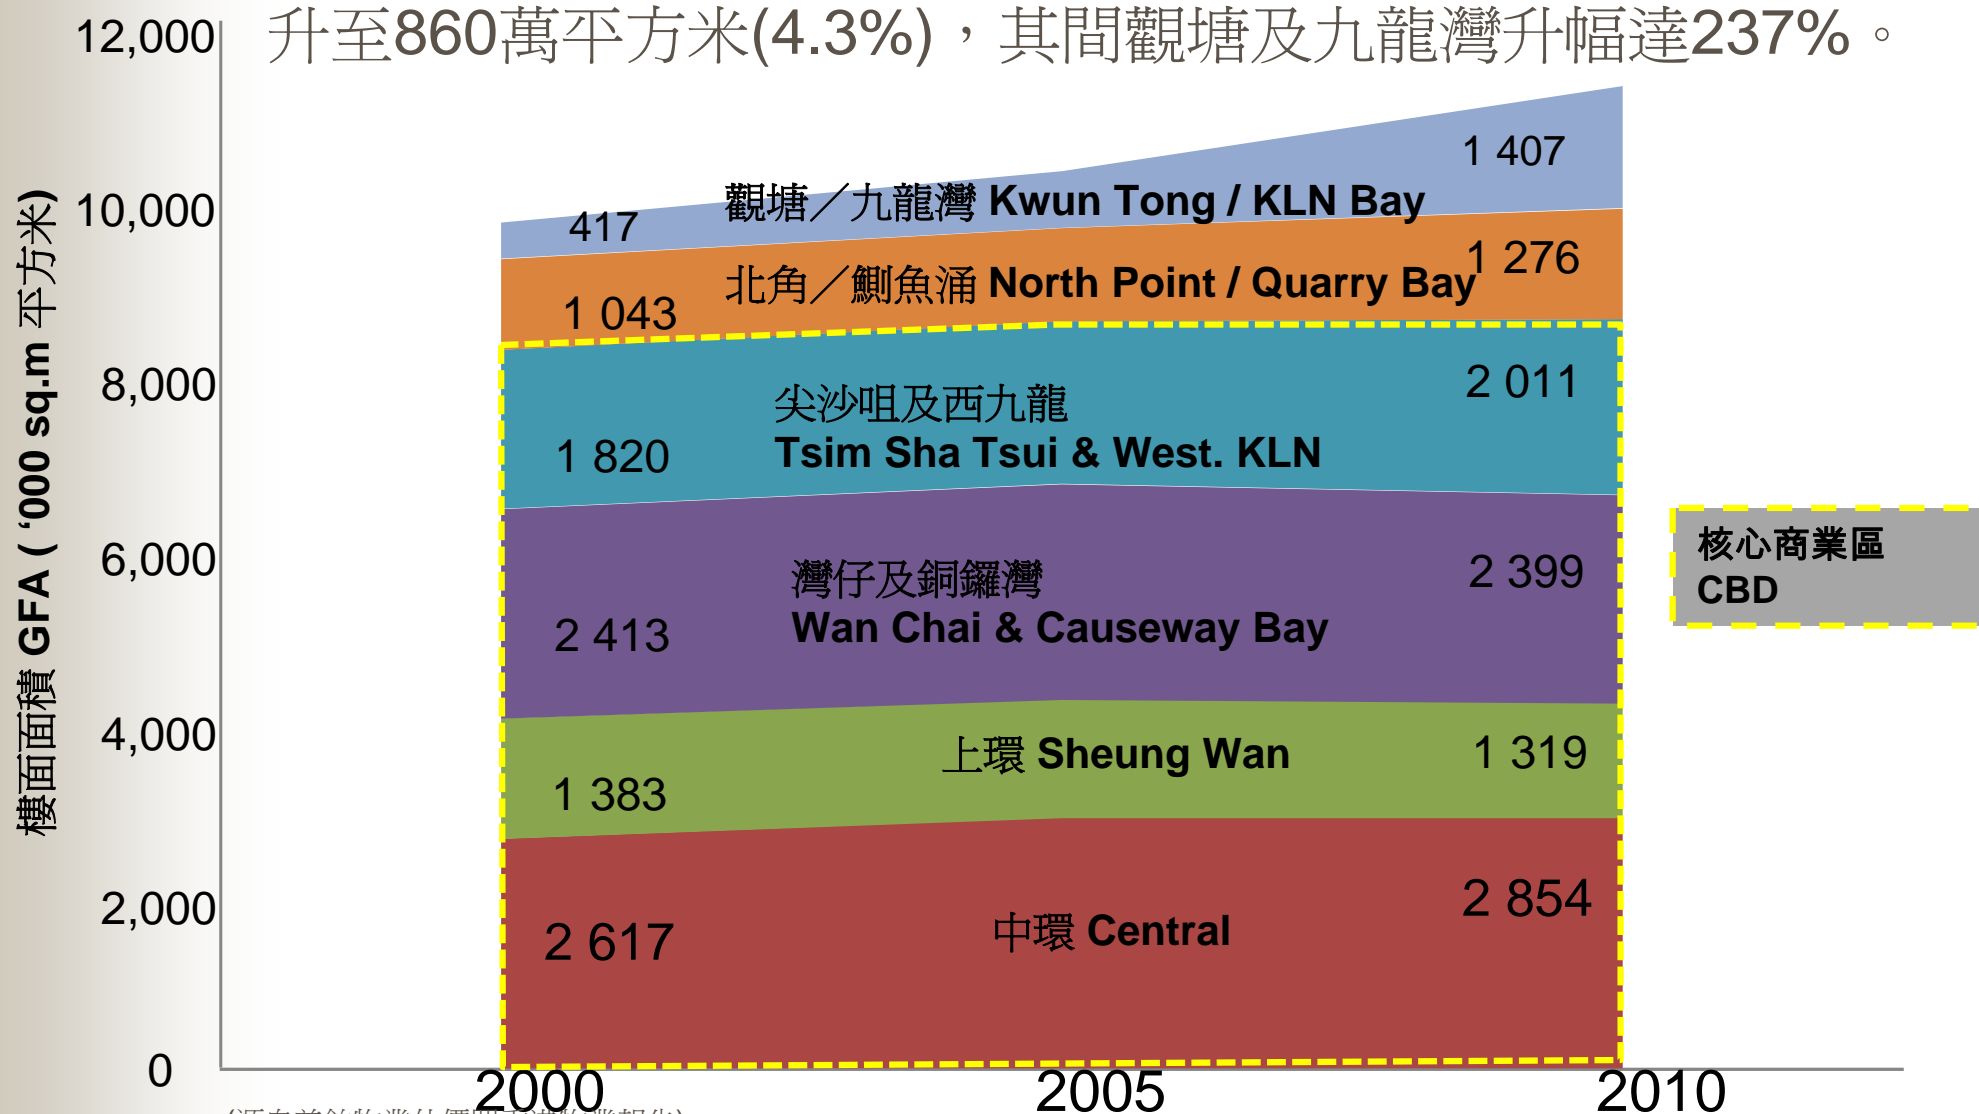 升至860萬平方米(4.3%)，其間觀塘及九龍灣升幅達237%。
樓面面積 GFA ( ‘000 sq.m 平方米)
12,000
10,000
8,000
6,000
4,000
2,000
0
417
觀塘／九龍灣 Kwun Tong / KLN Bay
1 407
1 043
北角／鰂魚涌 North Point / Quarry Bay
1 276
1 820
尖沙咀及西九龍
Tsim Sha Tsui & West. KLN
2 011
2 413
灣仔及銅鑼灣
Wan Chai & Causeway Bay
2 399
1 383
上環 Sheung Wan
1 319
2 617
中環 Central
2 854
核心商業區
CBD
2000
2005
2010